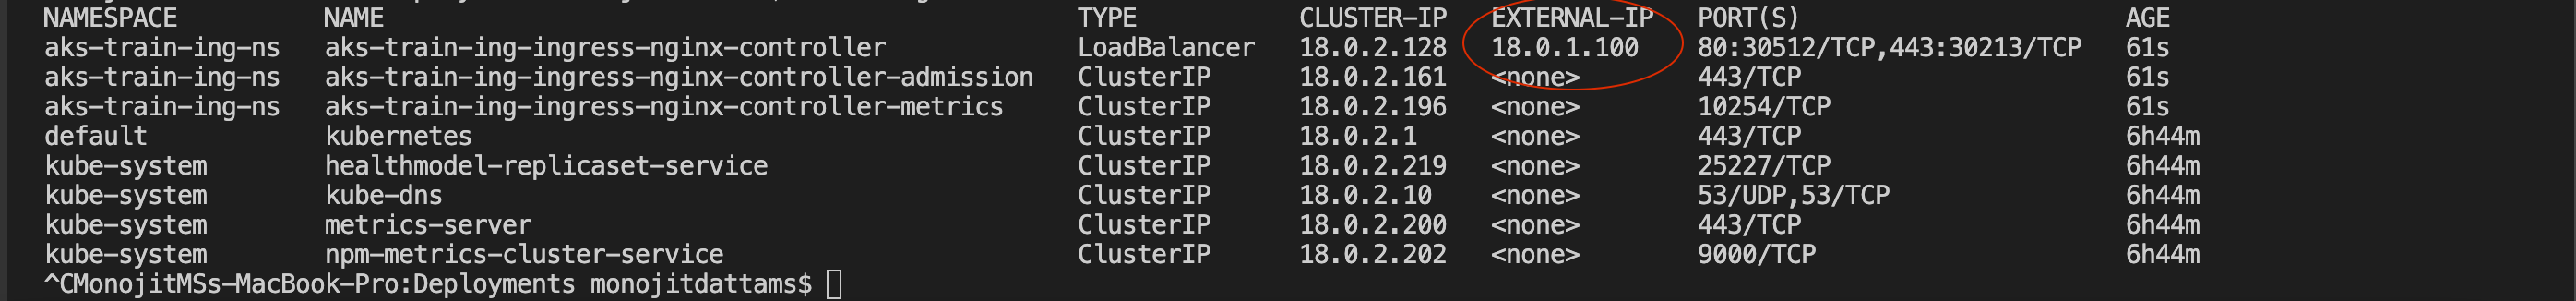 NAMESPACE NAME TYPE CLUSTER-IP EXTERNAL-IP PORT(S) AGE
aks-train-ing-ns aks-train-ing-ingress-nginx-controller LoadBalancer 18.0.2.128 18.0.1.100 80:30512/TCP,443:30213/TCP 61s
aks-train-ing-ns aks-train-ing-ingress-nginx-controller-admission ClusterIP 18.0.2.161 <none> 443/TCP 61s
aks-train-ing-ns aks-train-ing-ingress-nginx-controller-metrics ClusterIP 18.0.2.196 <none> 10254/TCP 61s
default kubernetes ClusterIP 18.0.2.1 <none> 443/TCP 6h44m
kube-system healthmodel-replicaset-service ClusterIP 18.0.2.219 <none> 25227/TCP 6h44m
kube-system kube-dns ClusterIP 18.0.2.10 <none> 53/UDP,53/TCP 6h44m
kube-system metrics-server ClusterIP 18.0.2.200 <none> 443/TCP 6h44m
kube-system npm-metrics-cluster-service ClusterIP 18.0.2.202 <none> 9000/TCP 6h44m
^CMonojitMSs-MacBook-Pro:Deployments monojitdattams$